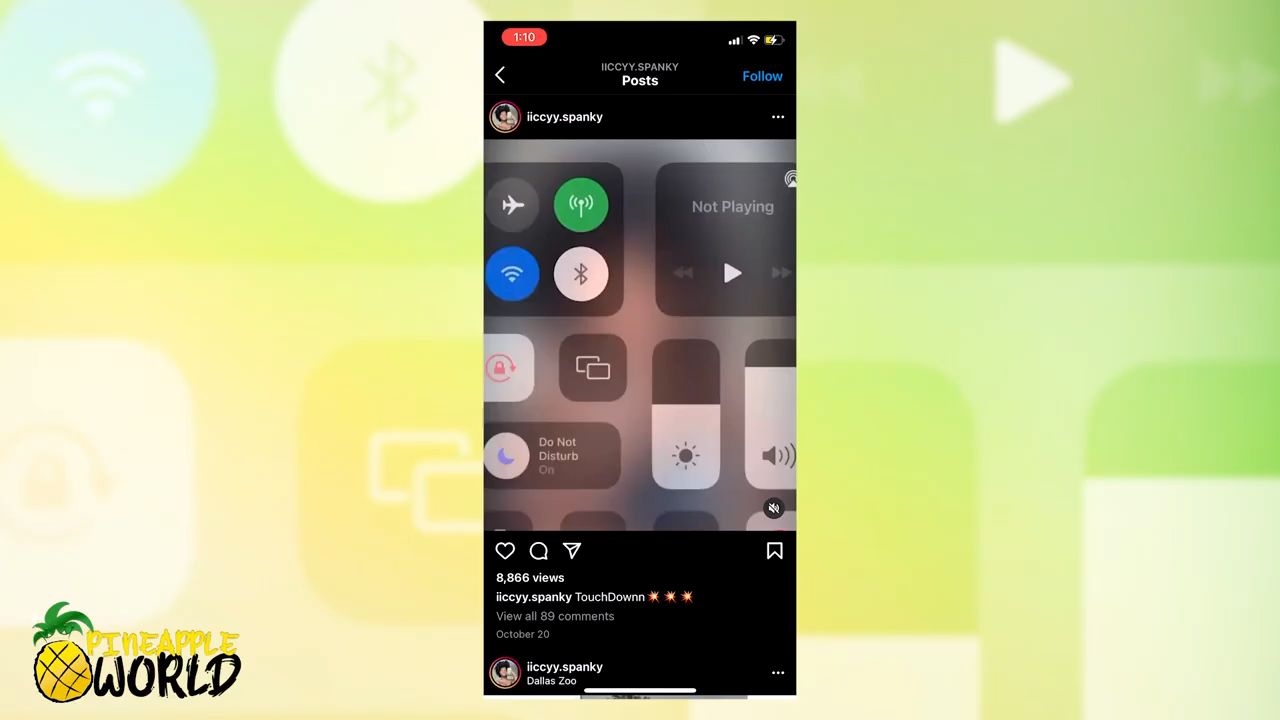 1:10
IICCYY.SPANKY
Posts
Follow
iiccyy.spanky
Not Playing
Do Not
Disturb
On
8,866 views
iiccyy.spanky TouchDownn💥💥💥
View all 89 comments
October 20
iiccyy.spanky
Dallas Zoo
PINEAPPLE
WORLD